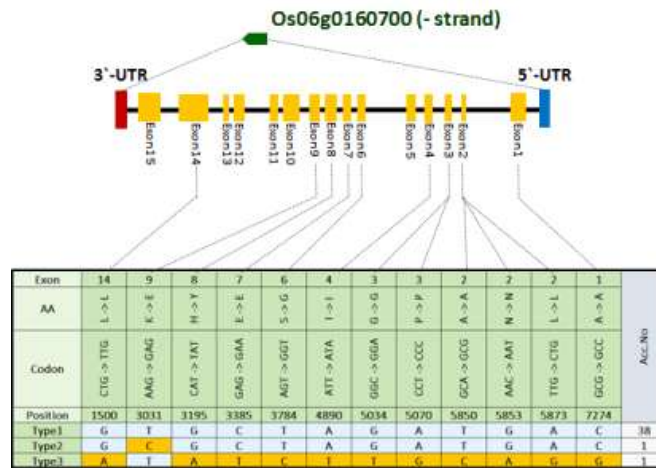 Os06g0160700 (- strand)
3`-UTR 5`-UTR
Exon15 Exon14 Exon13 Exon12 Exon11 Exon10 Exon9 Exon8 Exon7 Exon6 Exon5 Exon4 Exon3 Exon2 Exon1
Exon 14 9 8 7 6 4 3 3 2 2 2 1 Acc.No
AA L->L K->E H->Y E->E S->G I->I G->G P->P A->A N->N L->L A->A
Codon CTG->TTG AAG->GAG CAT->TAT GAG->GAA AGT->GGT ATT->ATA GGC->GGA CCT->CCC GCA->GCG AAC->AAT TTG->CTG GCG->GCC
Position 1500 3031 3195 3385 3784 4890 5034 5070 5850 5853 5873 7274
Type1 G T G C T A G A T G A C 38
Type2 G C G C T A G A T G A C 1
Type3 A T A T C T T G C A G G 1